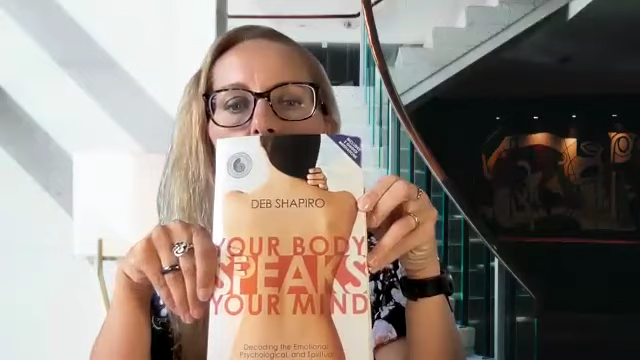 DEB SHAPIRO
YOUR BODY
SPEAKS
YOUR MIND
Decoding the Emotional,
Psychological, and Spiritual